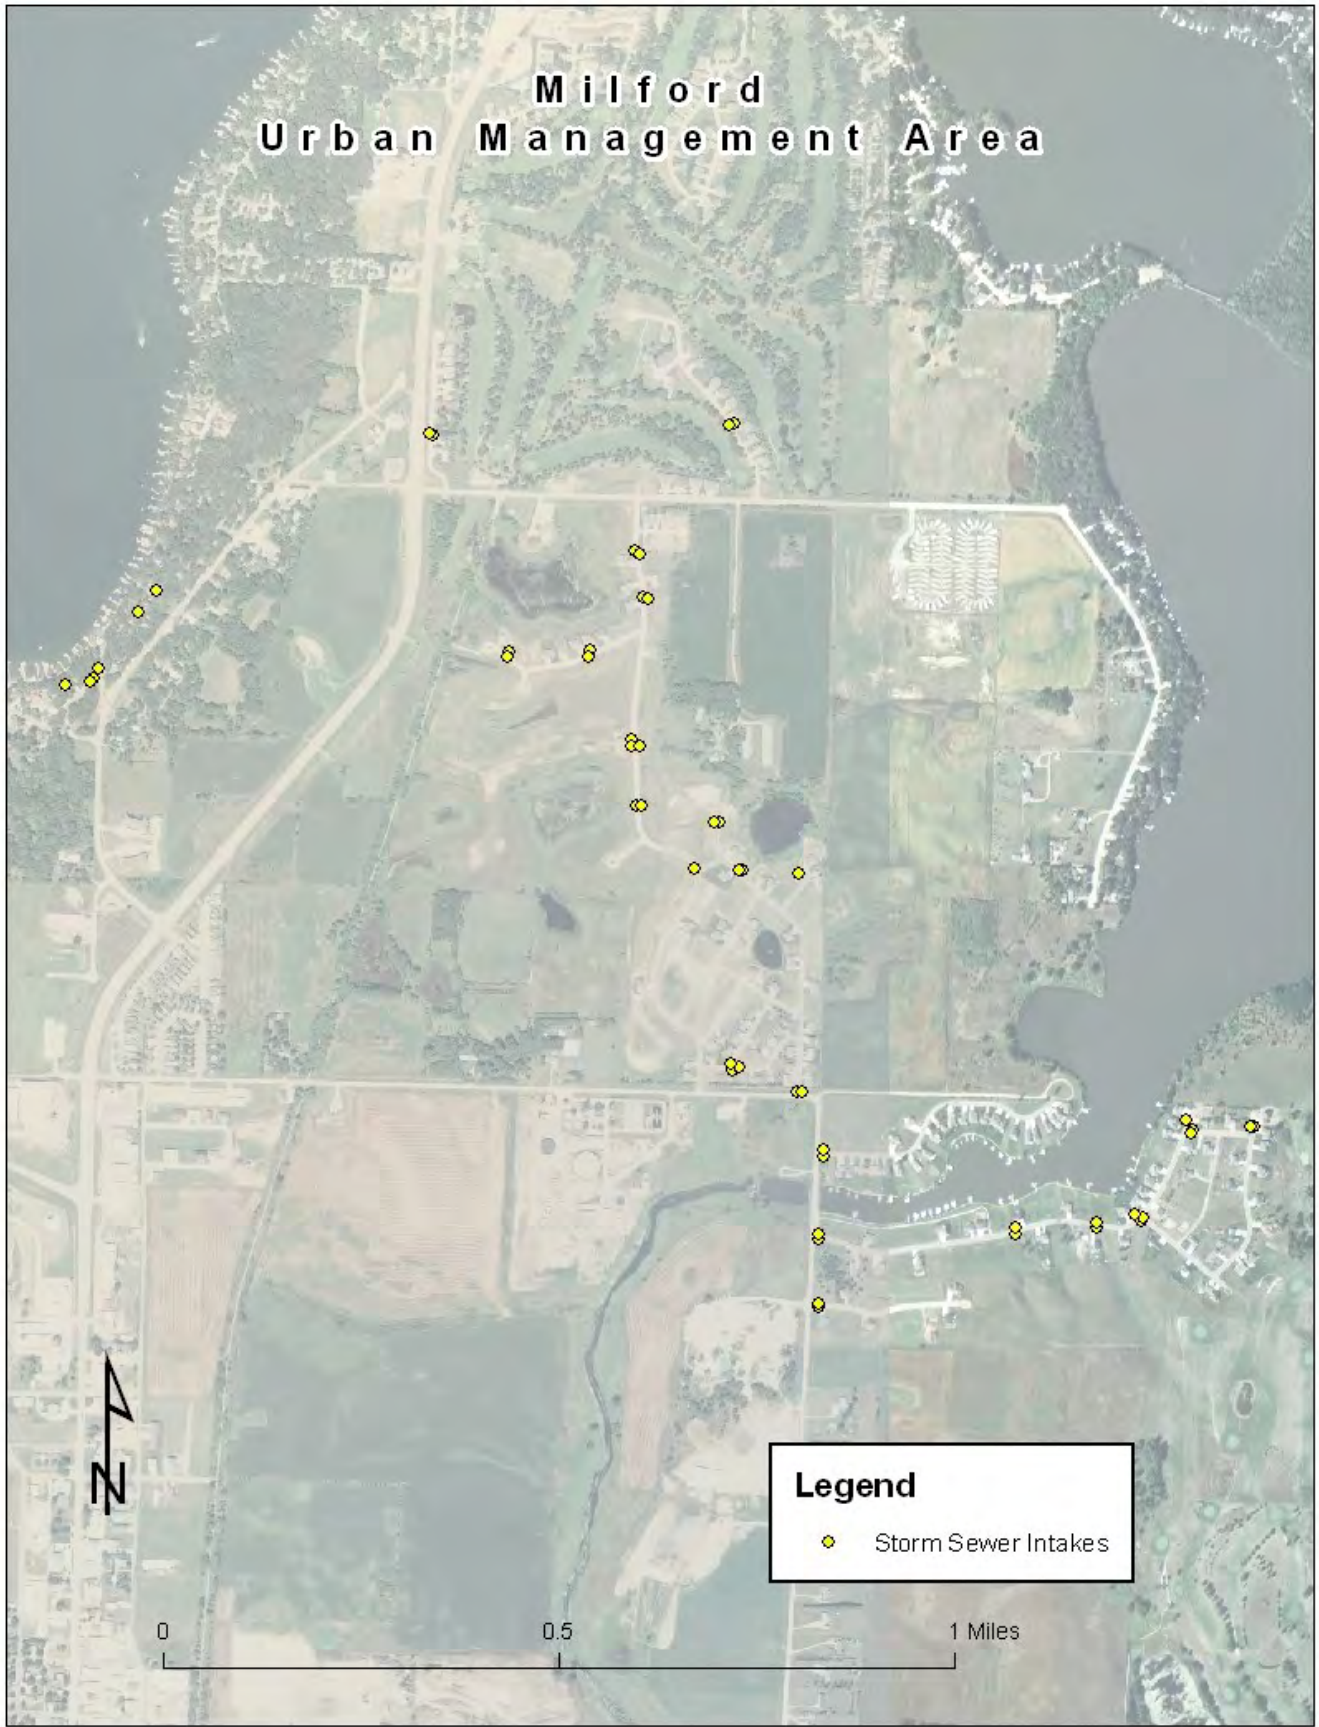 Milford
Urban Management Area
N
Legend
Storm Sewer Intakes
0 0.5 1 Miles